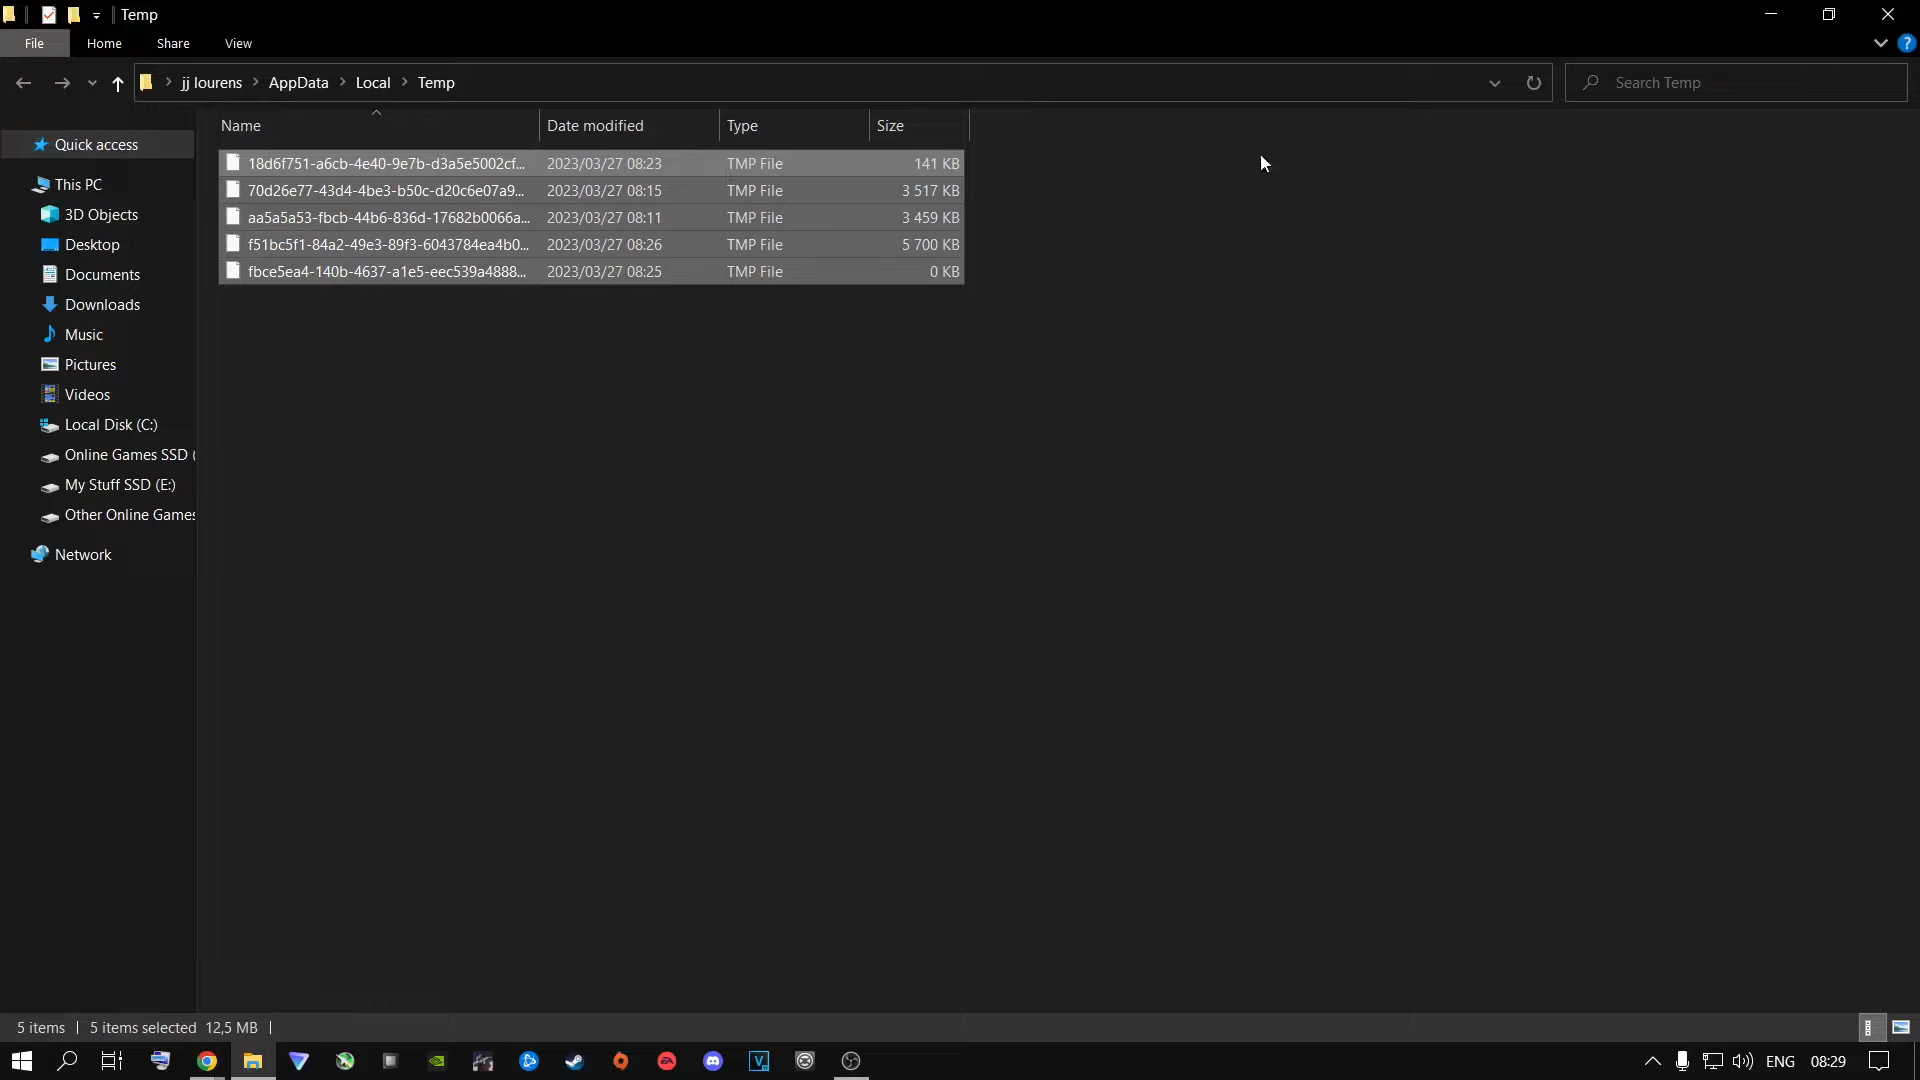 Temp
File Home Share View
jj lourens AppData Local Temp
Search Temp
Name Date modified Type Size
Quick access
This PC
3D Objects
Desktop
Documents
Downloads
Music
Pictures
Videos
Local Disk (C:)
Online Games SSD (
My Stuff SSD (E:)
Other Online Games
Network
18d6f751-a6cb-4e40-9e7b-d3a5e5002cf... 2023/03/27 08:23 TMP File 141 KB
70d26e77-43d4-4be3-b50c-d20c6e07a9... 2023/03/27 08:15 TMP File 3 517 KB
aa5a5a53-fbcb-44b6-836d-17682b0066a... 2023/03/27 08:11 TMP File 3 459 KB
f51bc5f1-84a2-49e3-89f3-6043784ea4b0... 2023/03/27 08:26 TMP File 5 700 KB
fbce5ea4-140b-4637-a1e5-eec539a4888... 2023/03/27 08:25 TMP File 0 KB
5 items 5 items selected 12,5 MB
ENG 08:29